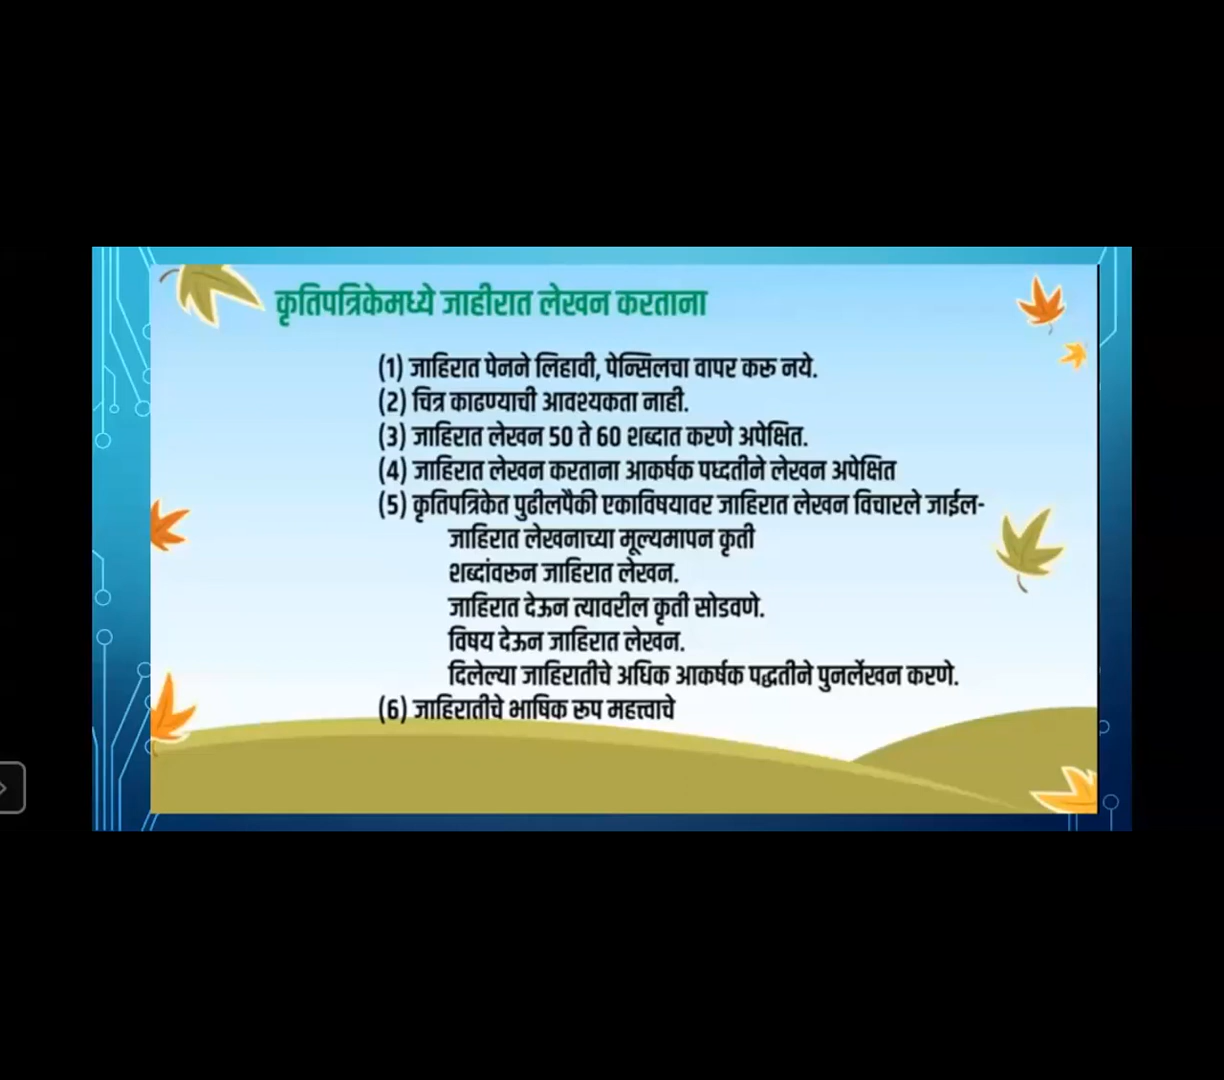 कृतिपत्रिकेमध्ये जाहीरात लेखन करताना
(1) जाहिरात पेनने लिहावी, पेन्सिलचा वापर करू नये.
(2) चित्र काढण्याची आवश्यकता नाही.
(3) जाहिरात लेखन 50 ते 60 शब्दात करणे अपेक्षित.
(4) जाहिरात लेखन करताना आकर्षक पध्दतीने लेखन अपेक्षित
(5) कृतिपत्रिकेत पुढीलपैकी एकाविषयावर जाहिरात लेखन विचारले जाईल-
जाहिरात लेखनाच्या मूल्यमापन कृती
शब्दांवरून जाहिरात लेखन.
जाहिरात देऊन त्यावरील कृती सोडवणे.
विषय देऊन जाहिरात लेखन.
दिलेल्या जाहिरातीचे अधिक आकर्षक पद्धतीने पुनर्लेखन करणे.
(6) जाहिरातीचे भाषिक रूप महत्त्वाचे